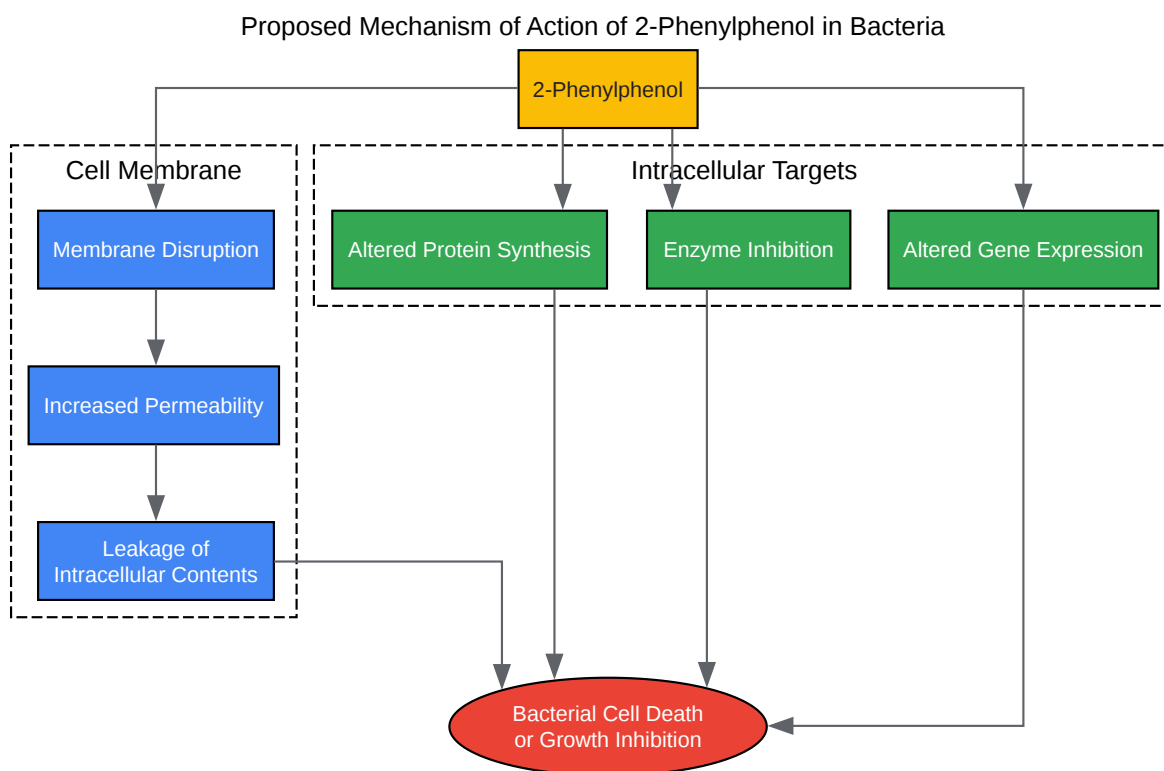 Proposed Mechanism of Action of 2-Phenylphenol in Bacteria
2-Phenylphenol
Cell Membrane
Intracellular Targets
Membrane Disruption
Altered Protein Synthesis
Enzyme Inhibition
Altered Gene Expression
Increased Permeability
Leakage of
Intracellular Contents
Bacterial Cell Death
or Growth Inhibition